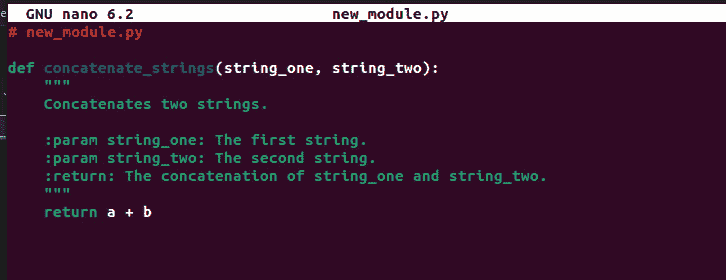 GNU nano 6.2 new_module.py
# new_module.py
def concatenate_strings(string_one, string_two):
"""
Concatenates two strings.
:param string_one: The first string.
:param string_two: The second string.
:return: The concatenation of string_one and string_two.
"""
return a + b